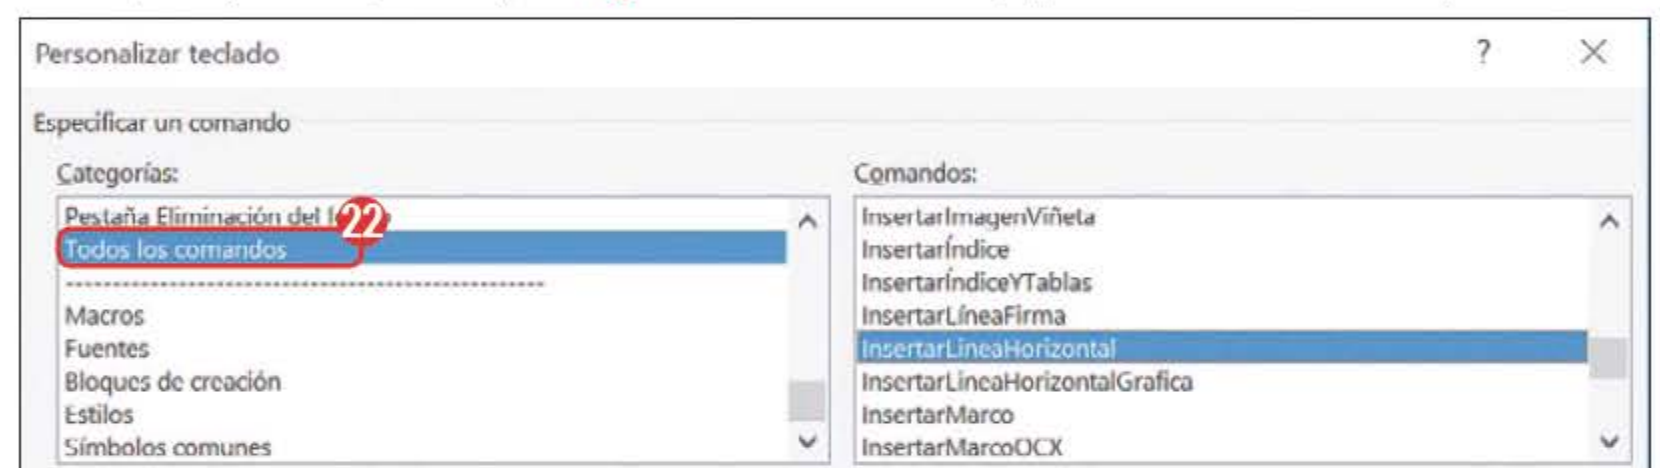 Personalizar teclado
?
Especificar un comando
Categorías:
Pestaña Eliminación del
22
Todos los comandos
Macros
Fuentes
Bloques de creación
Estilos
Símbolos comunes
Comandos:
InsertarImagenViñeta
InsertarÍndice
InsertarÍndiceYTablas
InsertarLíneaFirma
InsertarLineaHorizontal
InsertarLineaHorizontalGrafica
InsertarMarco
InsertarMarcoOCX